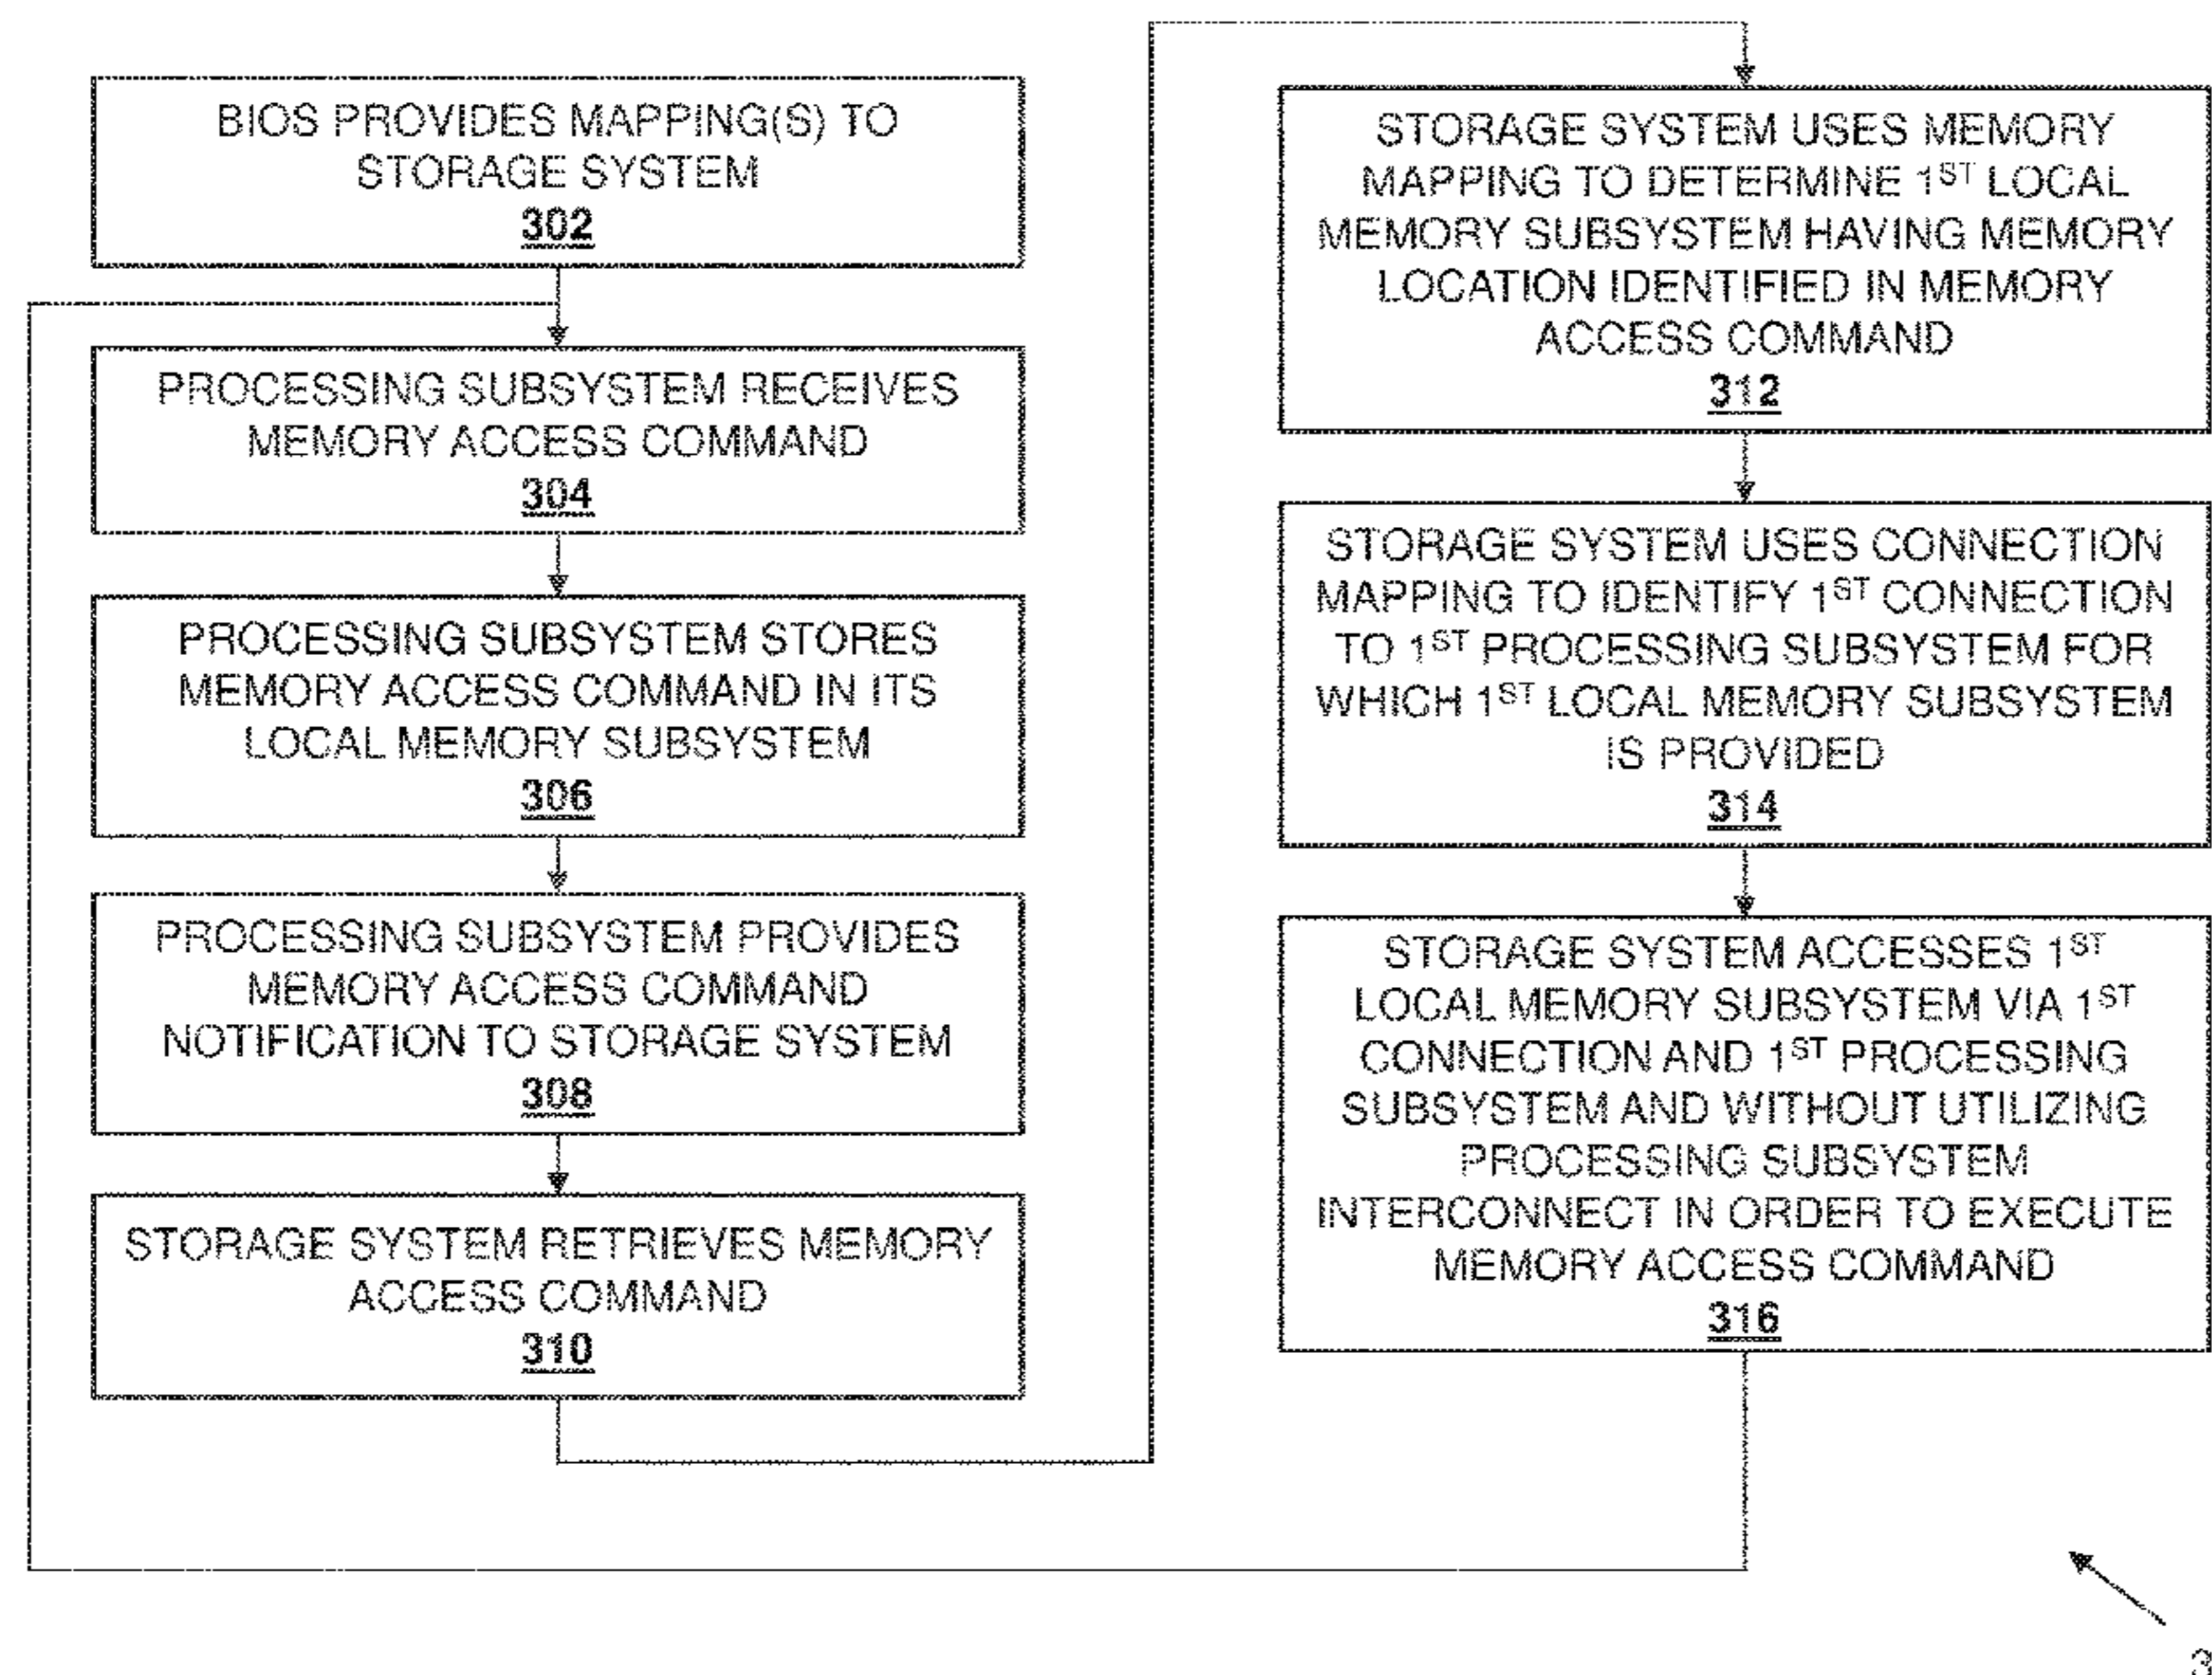 BIOS PROVIDES MAPPING(S) TO
STORAGE SYSTEM
302
PROCESSING SUBSYSTEM RECEIVES
MEMORY ACCESS COMMAND
304
PROCESSING SUBSYSTEM STORES
MEMORY ACCESS COMMAND IN ITS
LOCAL MEMORY SUBSYSTEM
306
PROCESSING SUBSYSTEM PROVIDES
MEMORY ACCESS COMMAND
NOTIFICATION TO STORAGE SYSTEM
308
STORAGE SYSTEM RETRIEVES MEMORY
ACCESS COMMAND
310
STORAGE SYSTEM USES MEMORY
MAPPING TO DETERMINE 1ST LOCAL
MEMORY SUBSYSTEM HAVING MEMORY
LOCATION IDENTIFIED IN MEMORY
ACCESS COMMAND
312
STORAGE SYSTEM USES CONNECTION
MAPPING TO IDENTIFY 1ST CONNECTION
TO 1ST PROCESSING SUBSYSTEM FOR
WHICH 1ST LOCAL MEMORY SUBSYSTEM
IS PROVIDED
314
STORAGE SYSTEM ACCESSES 1ST
LOCAL MEMORY SUBSYSTEM VIA 1ST
CONNECTION AND 1ST PROCESSING
SUBSYSTEM AND WITHOUT UTILIZING
PROCESSING SUBSYSTEM
INTERCONNECT IN ORDER TO EXECUTE
MEMORY ACCESS COMMAND
316